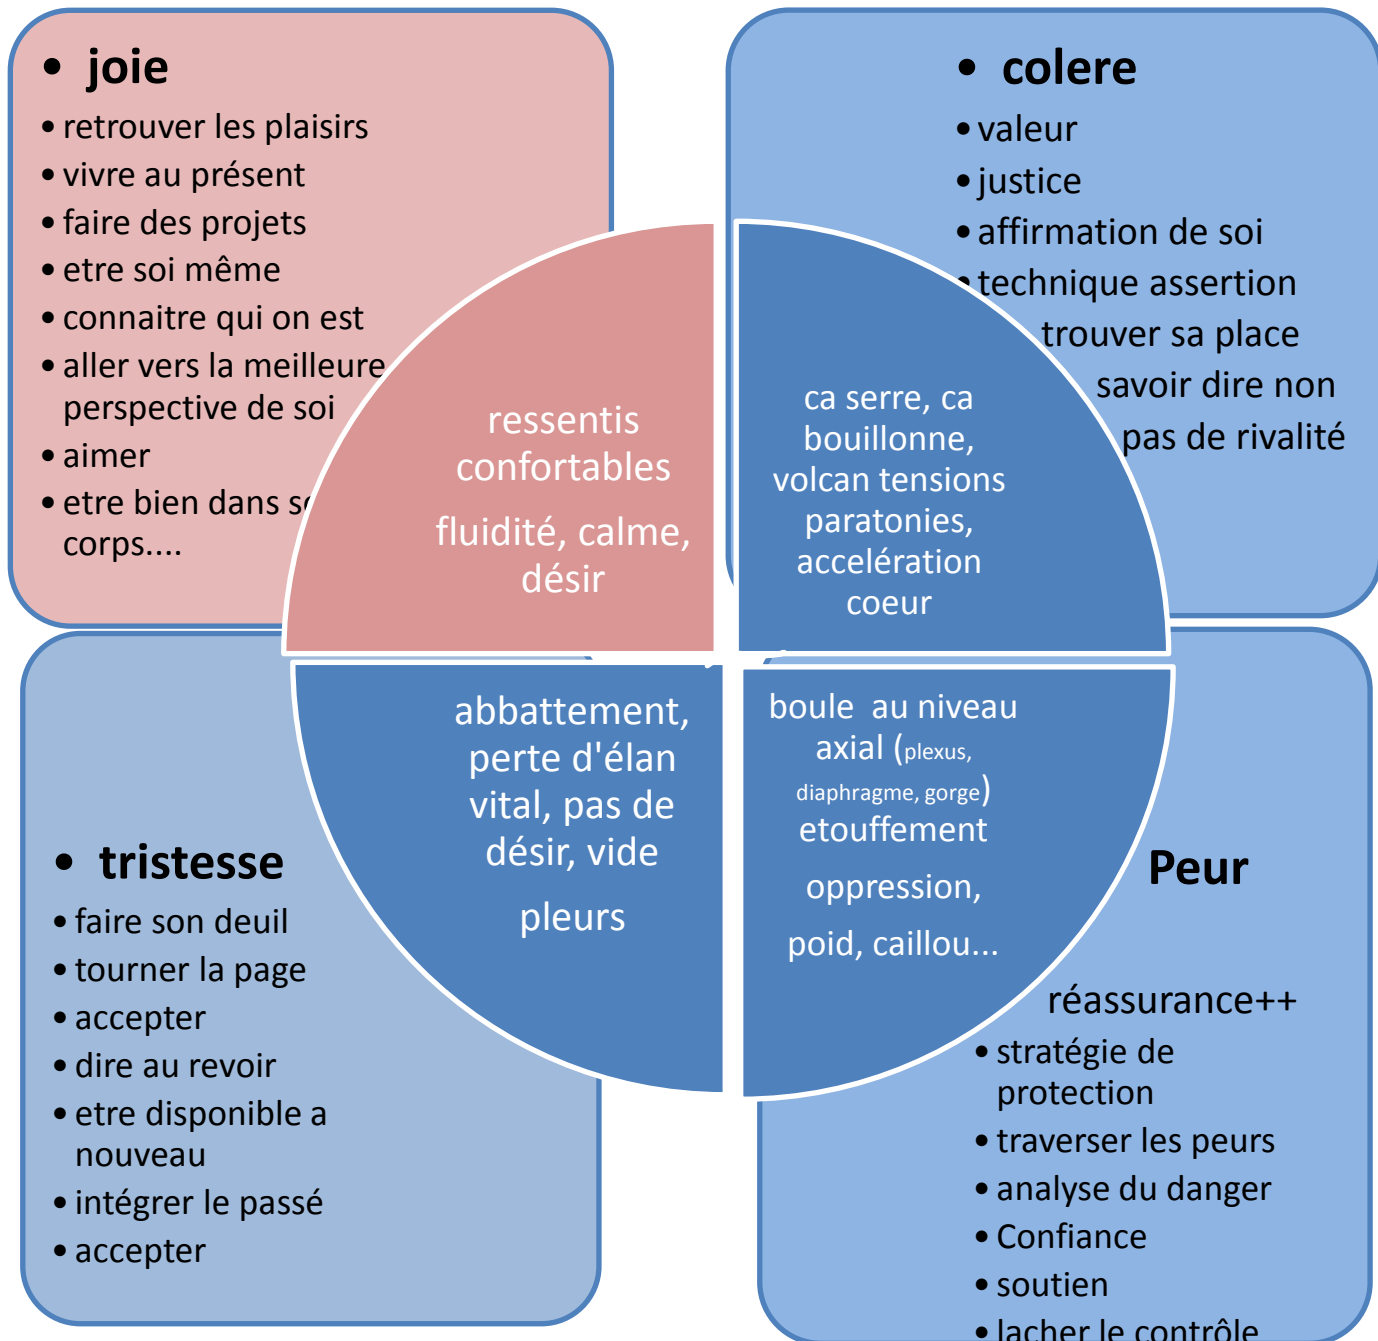 • joie
• retrouver les plaisirs
• vivre au présent
• faire des projets
• etre soi même
• connaitre qui on est
• aller vers la meilleure
perspective de soi
• aimer
• etre bien dans
corps....
• colere
• valeur
• justice
• affirmation de soi
• technique assertion
trouver sa place
savoir dire non
pas de rivalité
ressentis
confortables
fluidité, calme,
désir
ca serre, ca
bouillonne,
volcan tensions
paratonies,
accelération
coeur
abbattement,
perte d'élan
vital, pas de
désir, vide
pleurs
boule au niveau
axial (plexus,
diaphragme, gorge)
etouffement
oppression,
poid, caillou...
• tristesse
• faire son deuil
• tourner la page
• accepter
• dire au revoir
• etre disponible a
nouveau
• intégrer le passé
• accepter
Peur
réassurance++
• stratégie de
protection
• traverser les peurs
• analyse du danger
• Confiance
• soutien
• lacher le contrôle